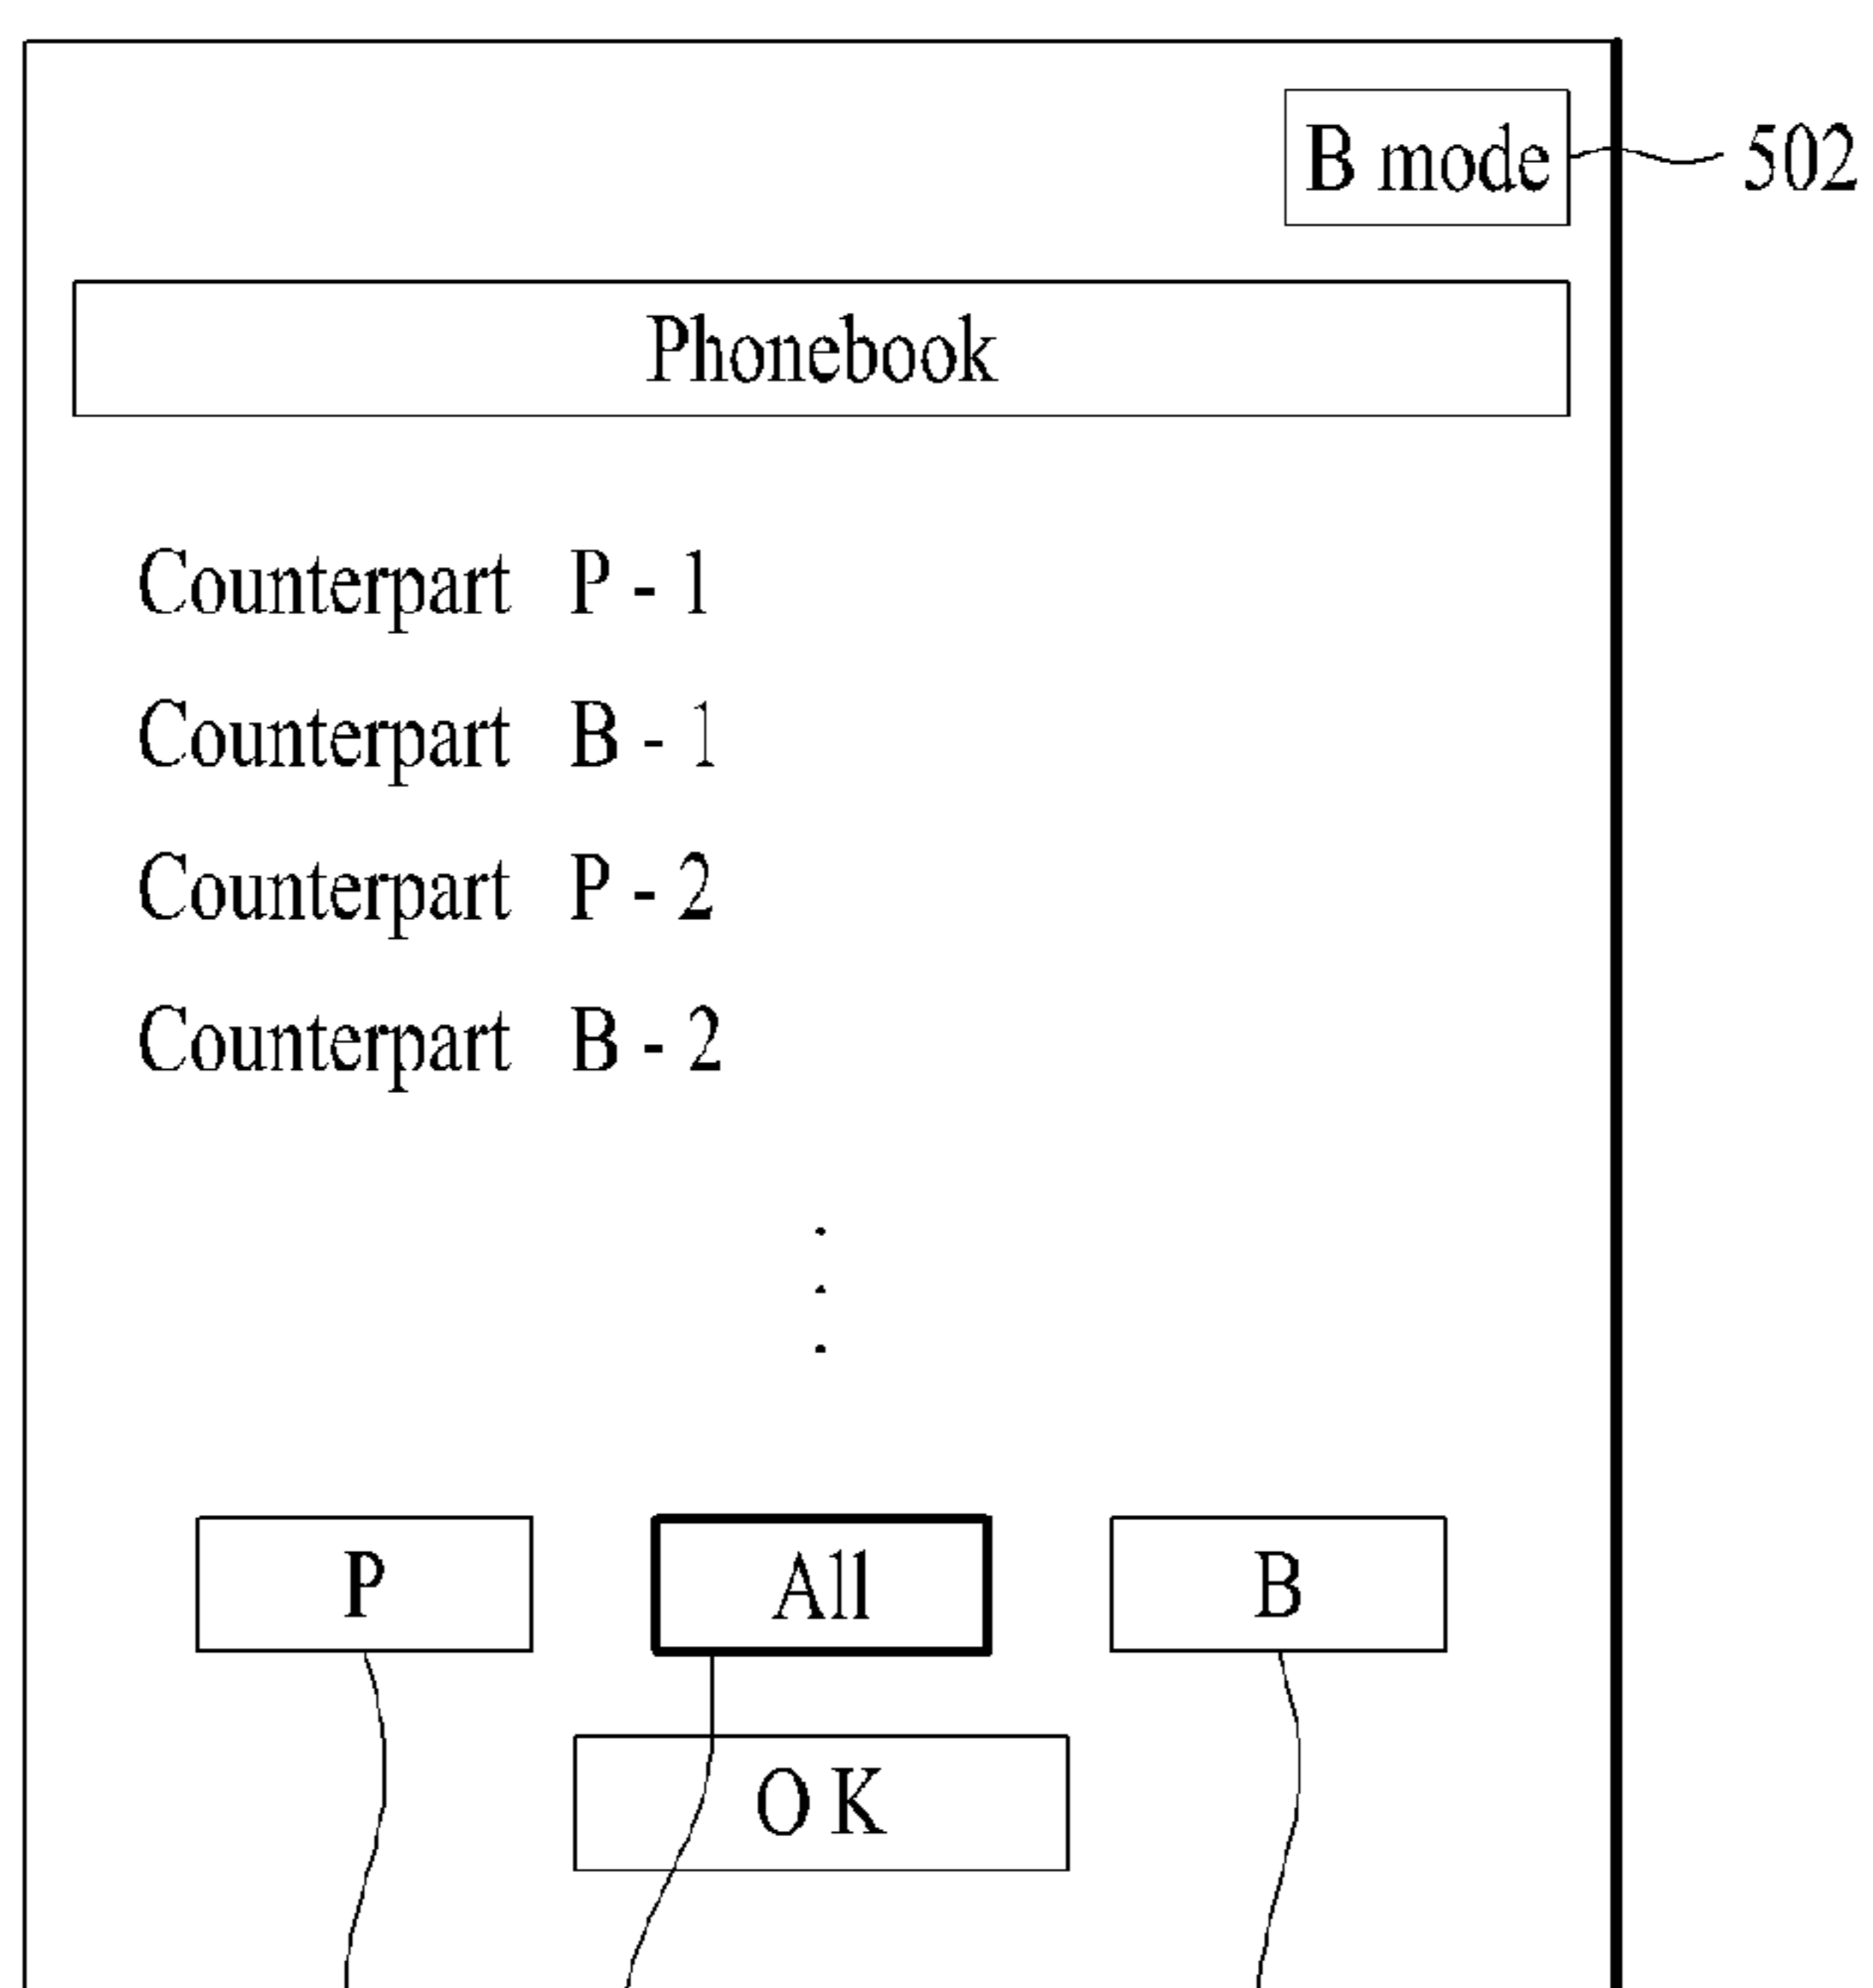 B mode 502
Phonebook
Counterpart P - 1
Counterpart B - 1
Counterpart P - 2
Counterpart B - 2
P All B
OK